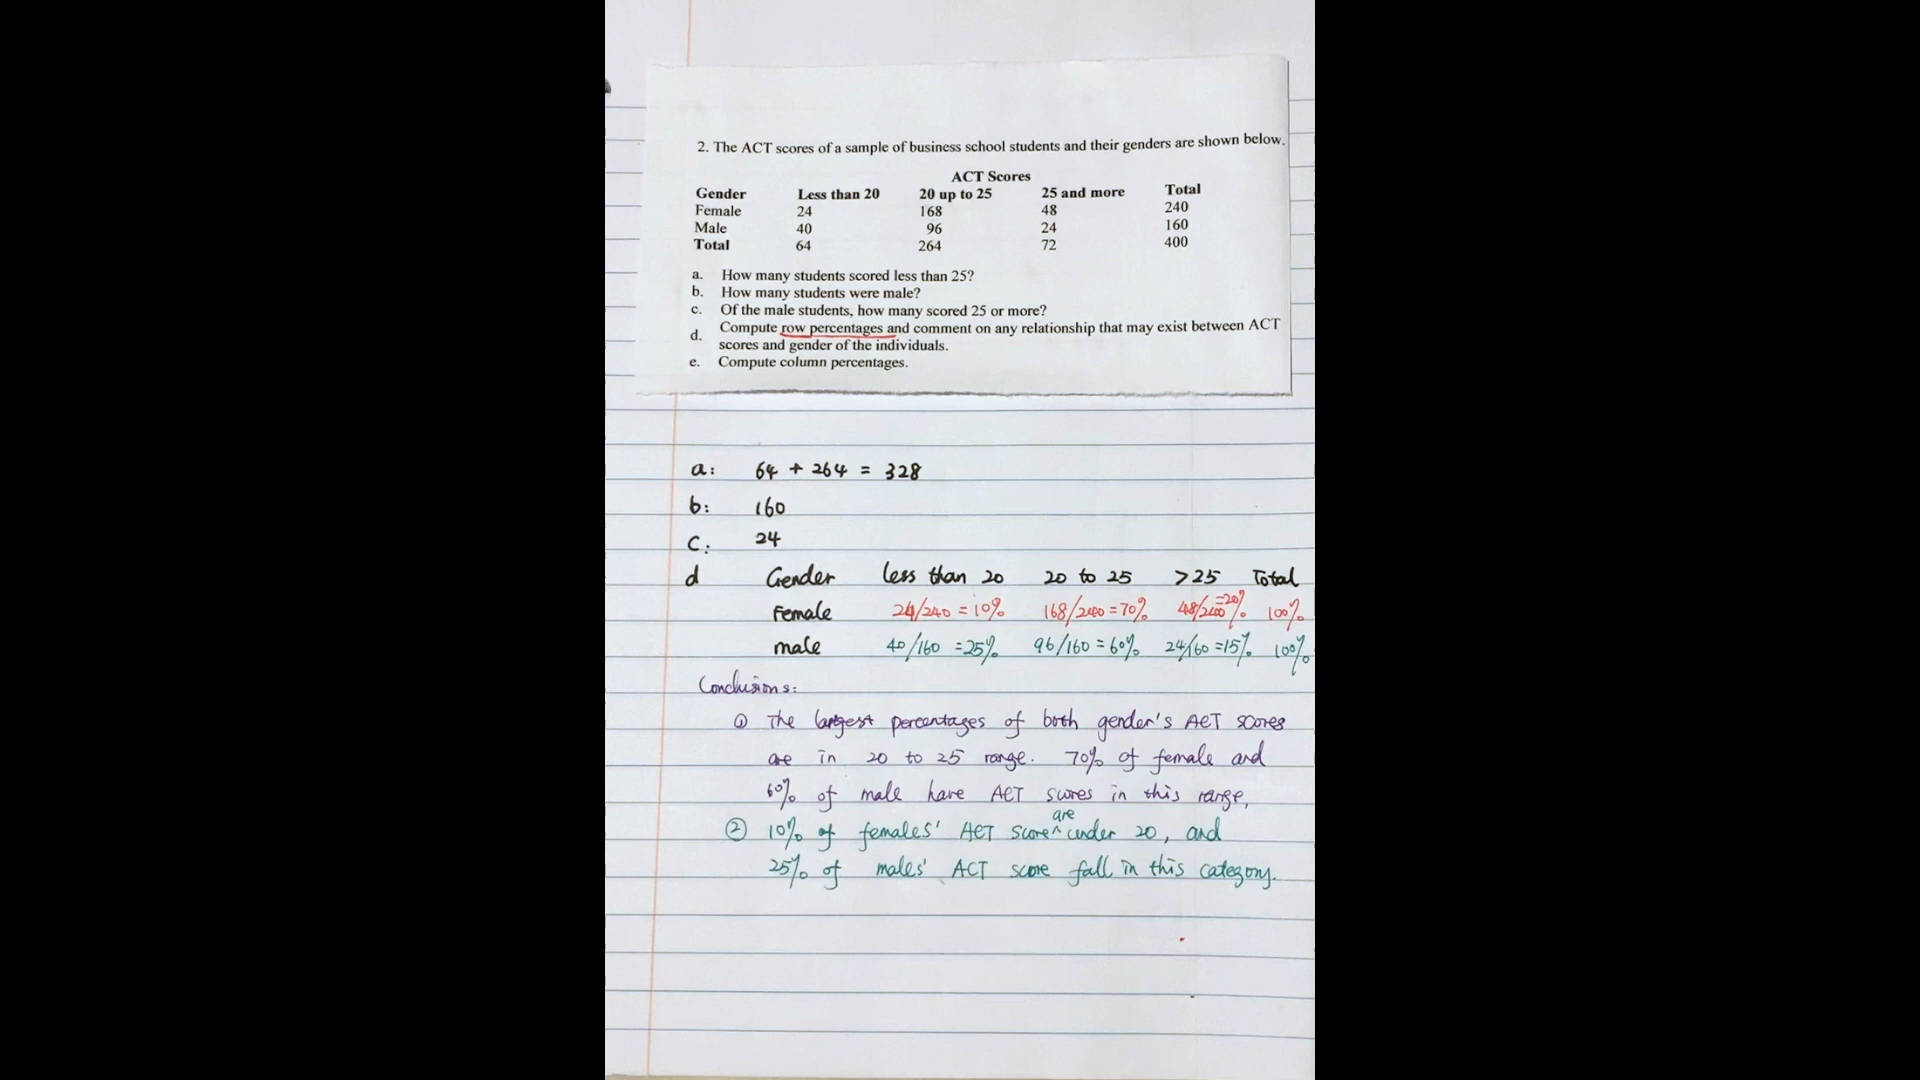 2. The ACT scores of a sample of business school students and their genders are shown below.
ACT Scores
Gender Less than 20 20 up to 25 25 and more Total
Female 24 168 48 240
Male 40 96 24 160
Total 64 264 72 400
a. How many students scored less than 25?
b. How many students were male?
c. Of the male students, how many scored 25 or more?
d. Compute row percentages and comment on any relationship that may exist between ACT
scores and gender of the individuals.
e. Compute column percentages.
a: 64 + 264 = 328
b: 160
C: 24
d Gender less than 20 20 to 25 >25 Total
Female 24/240 = 10% 168/240 = 70% 48/240 = 20% 100%
male 40/160 = 25% 96/160 = 60% 24/160 = 15% 100%
Conclusions:
① The largest percentages of both gender's ACT scores
are in 20 to 25 range. 70% of female and
60% of male have ACT scores in this range,
② 10% of females' ACT score are under 20, and
25% of males' ACT score fall in this category.